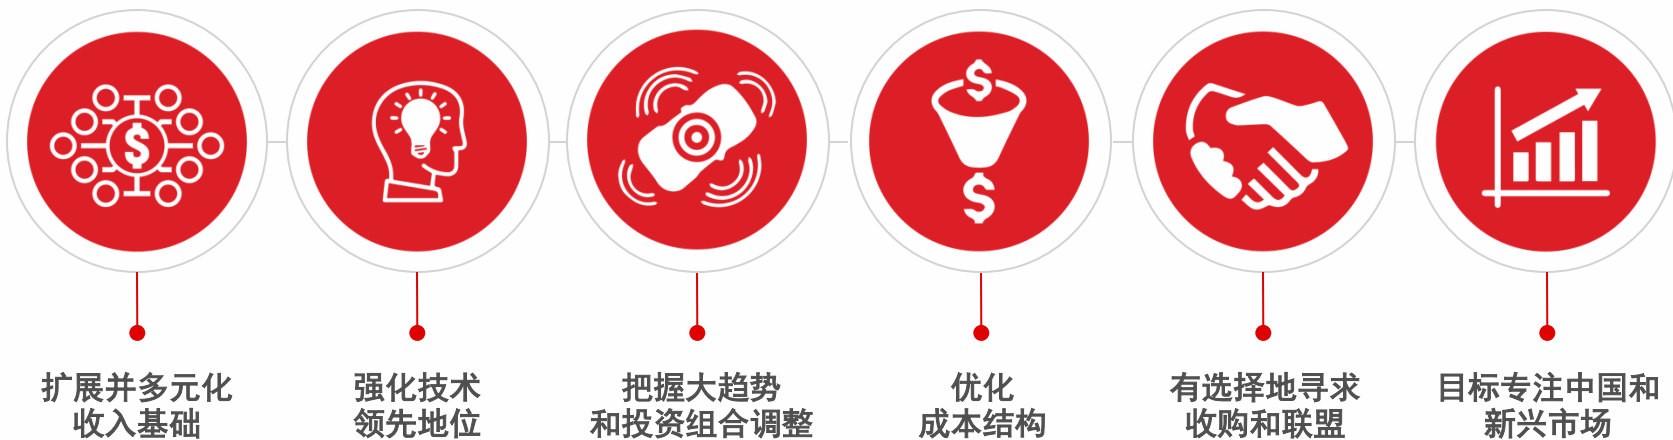 $
$
$
扩展并多元化
收入基础
强化技术
领先地位
把握大趋势
和投资组合调整
优化
成本结构
有选择地寻求
收购和联盟
目标专注中国和
新兴市场